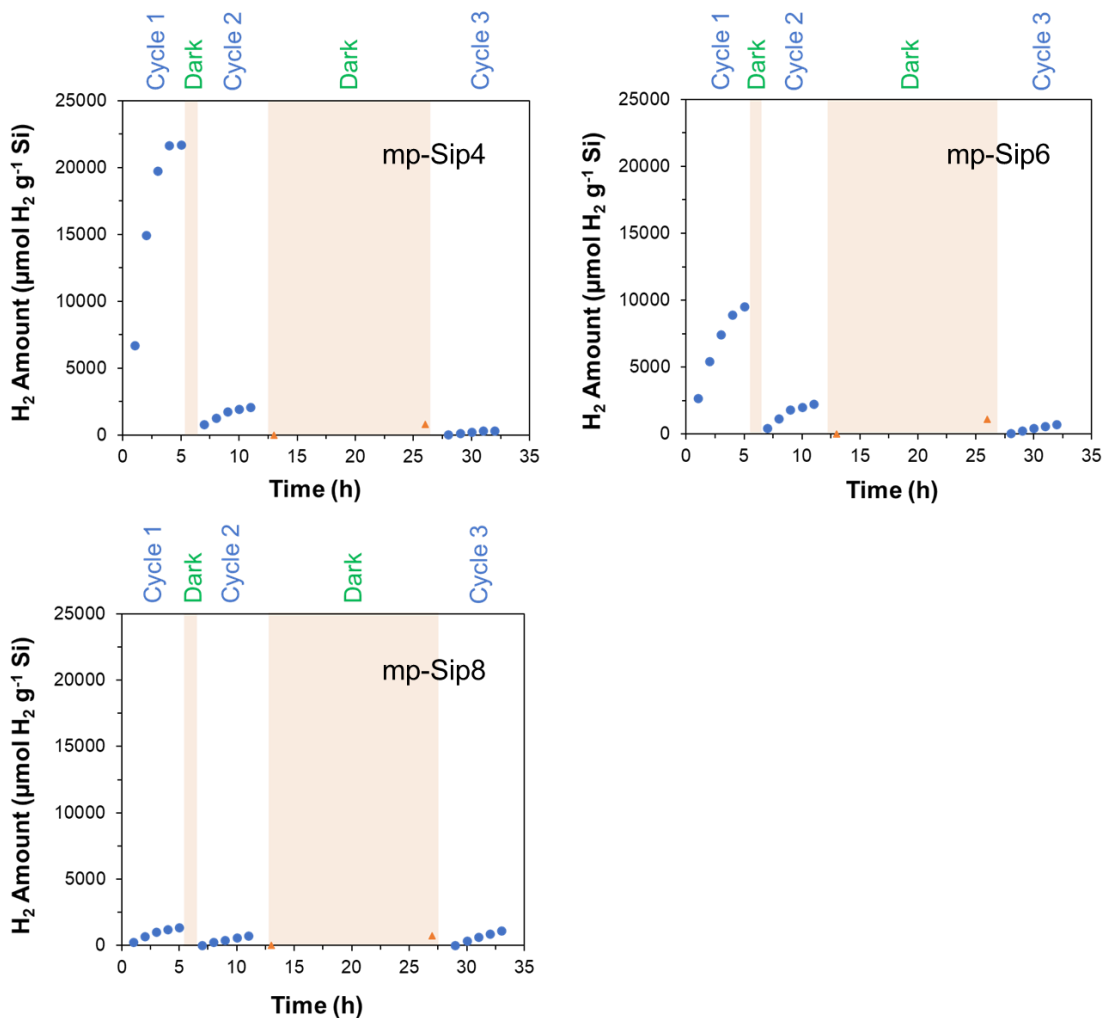 Cycle 1
Dark
Cycle 2
Dark
Cycle 3
H₂ Amount (µmol H₂ g⁻¹ Si)
25000
20000
15000
10000
5000
0
mp-Sip4
0 5 10 15 20 25 30 35
Time (h)
Cycle 1
Dark
Cycle 2
Dark
Cycle 3
H₂ Amount (µmol H₂ g⁻¹ Si)
25000
20000
15000
10000
5000
0
mp-Sip6
0 5 10 15 20 25 30 35
Time (h)
Cycle 1
Dark
Cycle 2
Dark
Cycle 3
H₂ Amount (µmol H₂ g⁻¹ Si)
25000
20000
15000
10000
5000
0
mp-Sip8
0 5 10 15 20 25 30 35
Time (h)